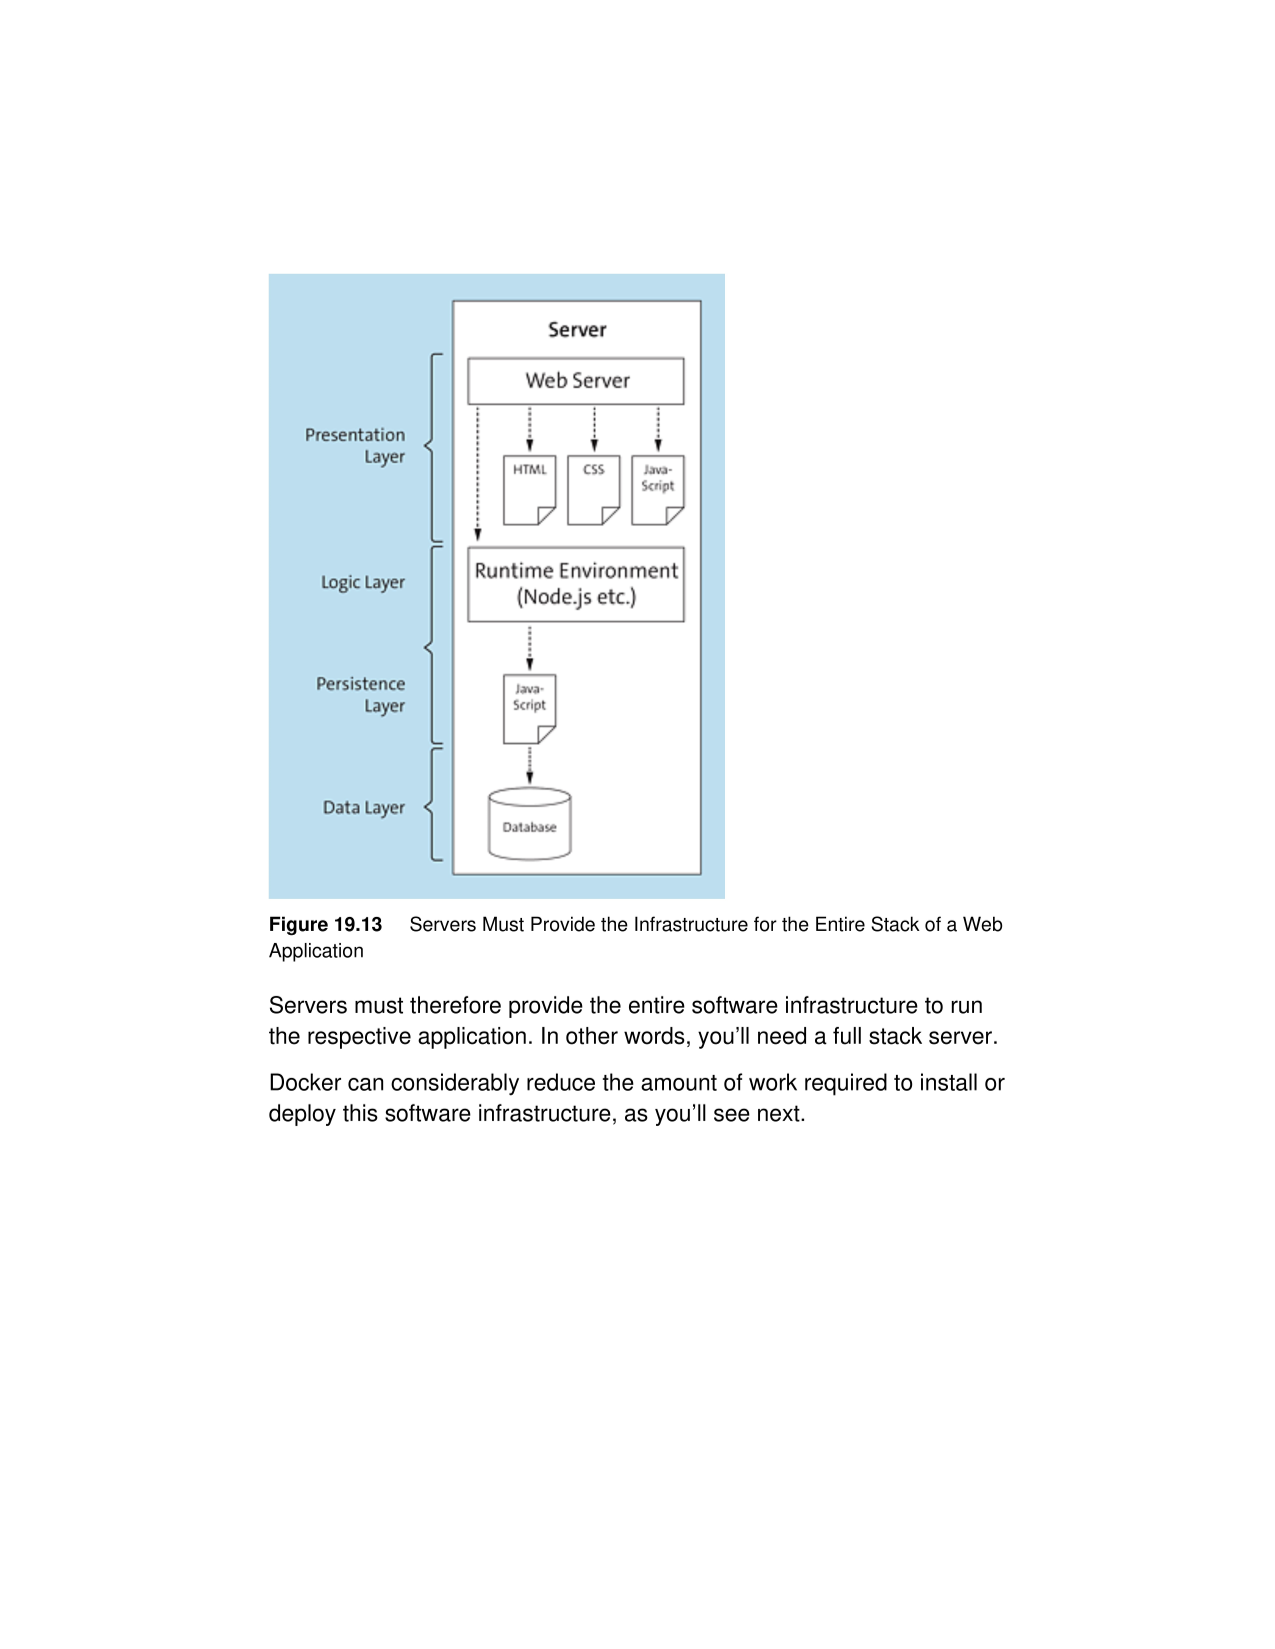 Server
Web Server
Presentation
Layer
HTML
CSS
Java-
Script
Logic Layer
Runtime Environment
(Node.js etc.)
Persistence
Layer
Java-
Script
Data Layer
Database
Figure 19.13 Servers Must Provide the Infrastructure for the Entire Stack of a Web
Application
Servers must therefore provide the entire software infrastructure to run
the respective application. In other words, you’ll need a full stack server.
Docker can considerably reduce the amount of work required to install or
deploy this software infrastructure, as you’ll see next.